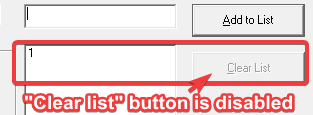 Add to List
1
Clear List
"Clear list" button is disabled